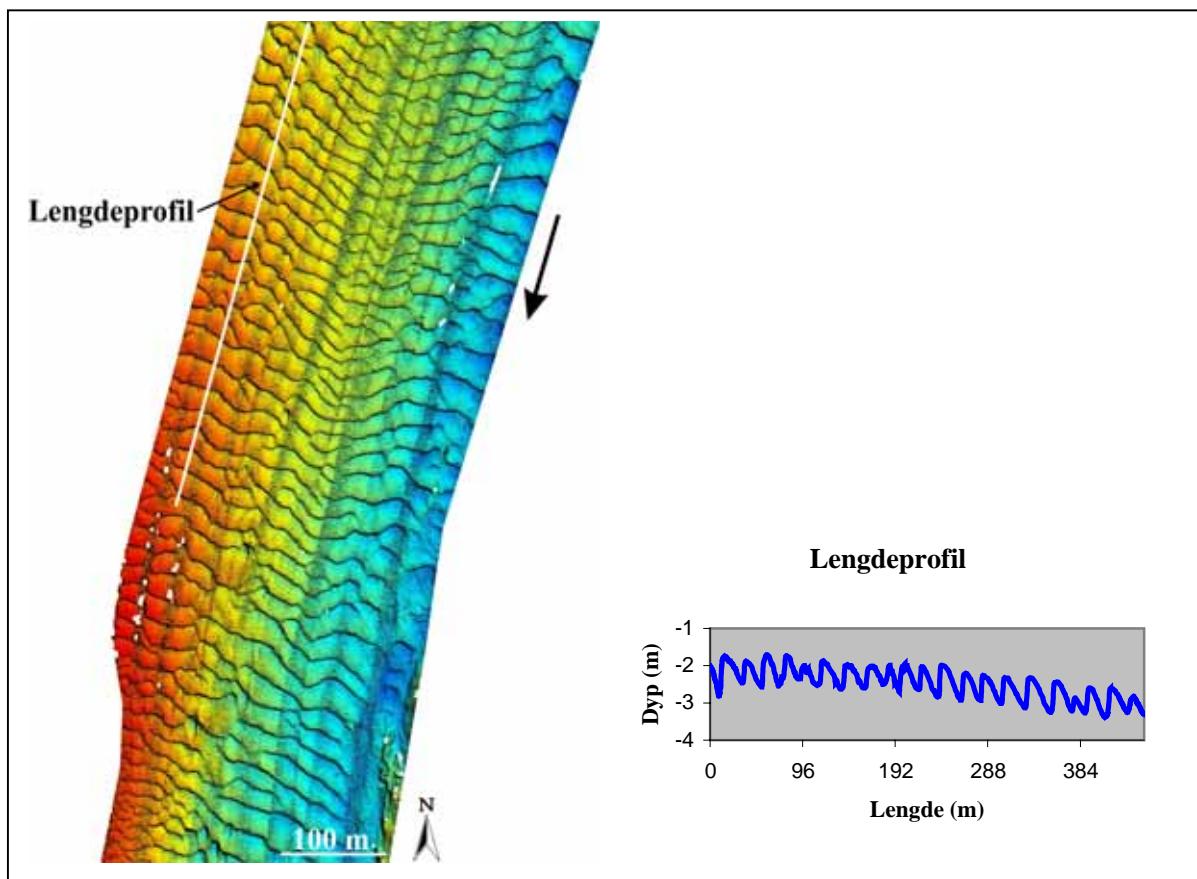 Lengdeprofil
N
100 m.
Lengdeprofil
Dyp (m)
-1
-2
-3
-4
0 96 192 288 384
Lengde (m)